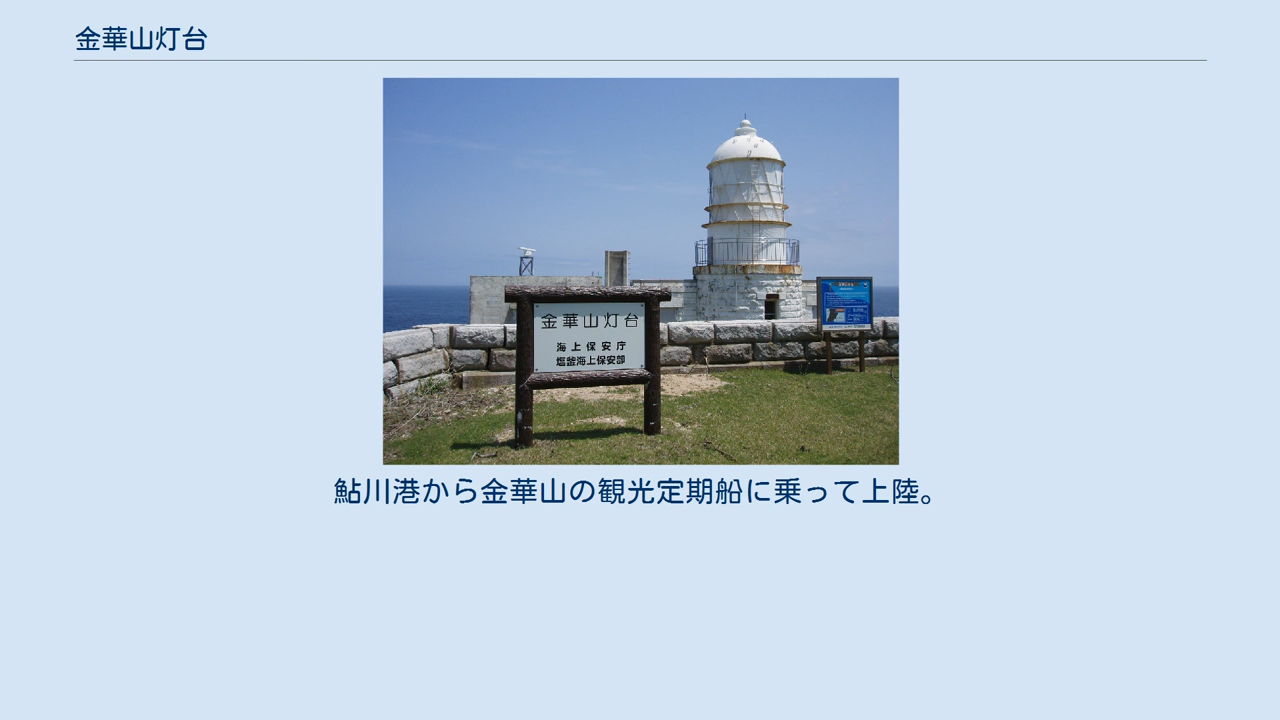 金華山灯台
金華山灯台
海上保安庁
塩釜海上保安部
鮎川港から金華山の観光定期船に乗って上陸。